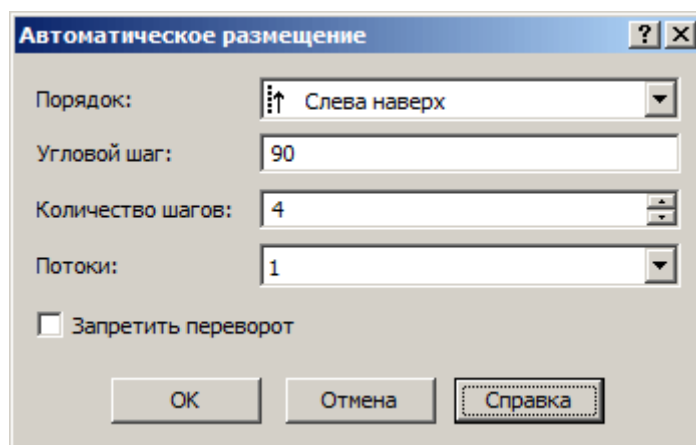 Автоматическое размещение
Порядок: Слева наверх
Угловой шаг: 90
Количество шагов: 4
Потоки: 1
Запретить переворот
OK Отмена Справка